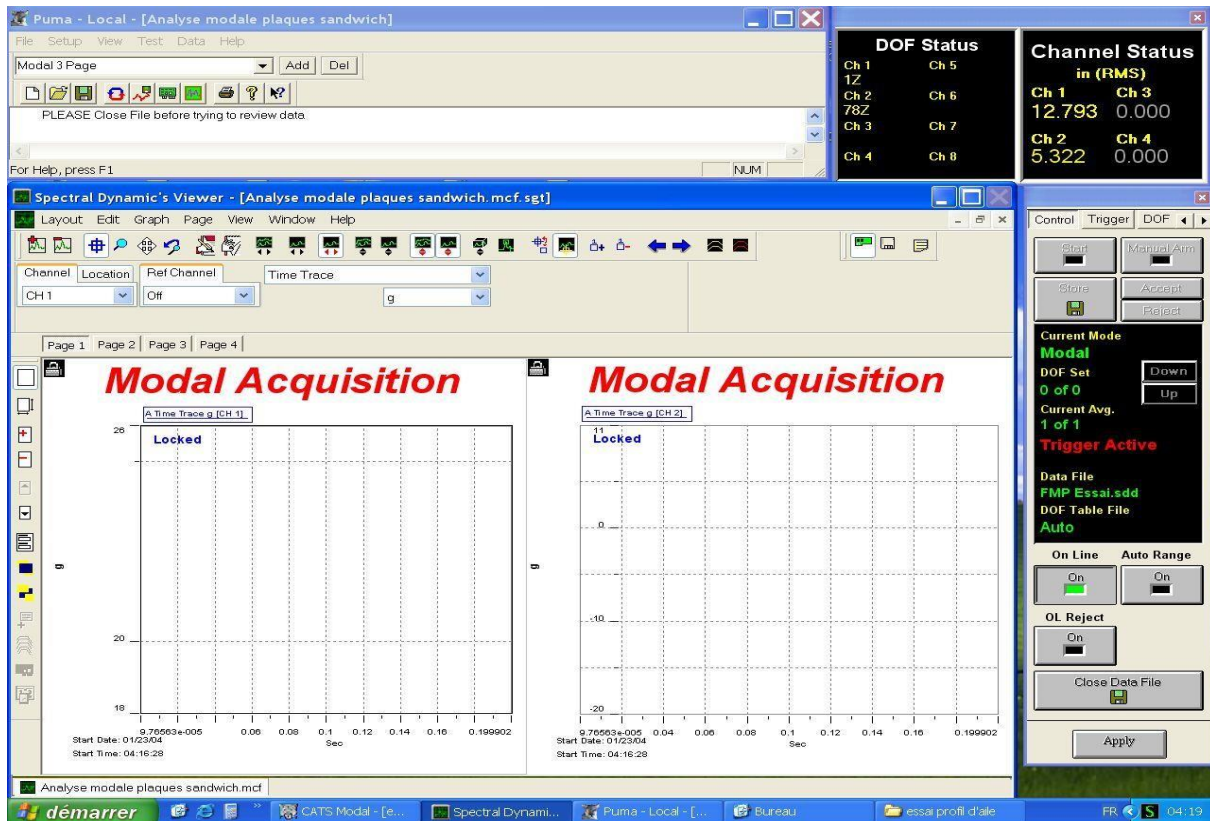 Puma - Local - [Analyse modale plaques sandwich]
File Setup View Test Data Help
Modal 3 Page Add Del
PLEASE Close File before trying to review data
For Help, press F1 NUM
DOF Status
Ch 1 Ch 5
1Z
Ch 2 Ch 6
78Z
Ch 3 Ch 7
Ch 4 Ch 8
Channel Status
in (RMS)
Ch 1 Ch 3
12.793 0.000
Ch 2 Ch 4
5.322 0.000
Spectral Dynamic's Viewer - [Analyse modale plaques sandwich.mcf.sgt]
Layout Edit Graph Page View Window Help
Channel Location Ref Channel Time Trace
CH 1 Off g
Page 1 Page 2 Page 3 Page 4
Modal Acquisition
A Time Trace g [CH 1]
26
Locked
g
20
18
9.76563e-005 0.06 0.08 0.1 0.12 0.14 0.16 0.199902
Sec
Start Date: 01/23/04
Start Time: 04:16:28
Modal Acquisition
A Time Trace g [CH 2]
11
Locked
0
g
-10
-20
9.76563e-005 0.04 0.06 0.08 0.1 0.12 0.14 0.16 0.199902
Sec
Start Date: 01/23/04
Start Time: 04:16:28
Analyse modale plaques sandwich.mcf
Control Trigger DOF
Start Manual Arm
Store Accept
Reject
Current Mode
Modal
DOF Set Down
0 of 0 Up
Current Avg.
1 of 1
Trigger Active
Data File
FMP Essai.sdd
DOF Table File
Auto
On Line Auto Range
On On
OL Reject
On
Close Data File
Apply
démarrer » CATS Modal - [e... Spectral Dynami... Puma - Local - [... Bureau essai profil d'aile FR S 04:19